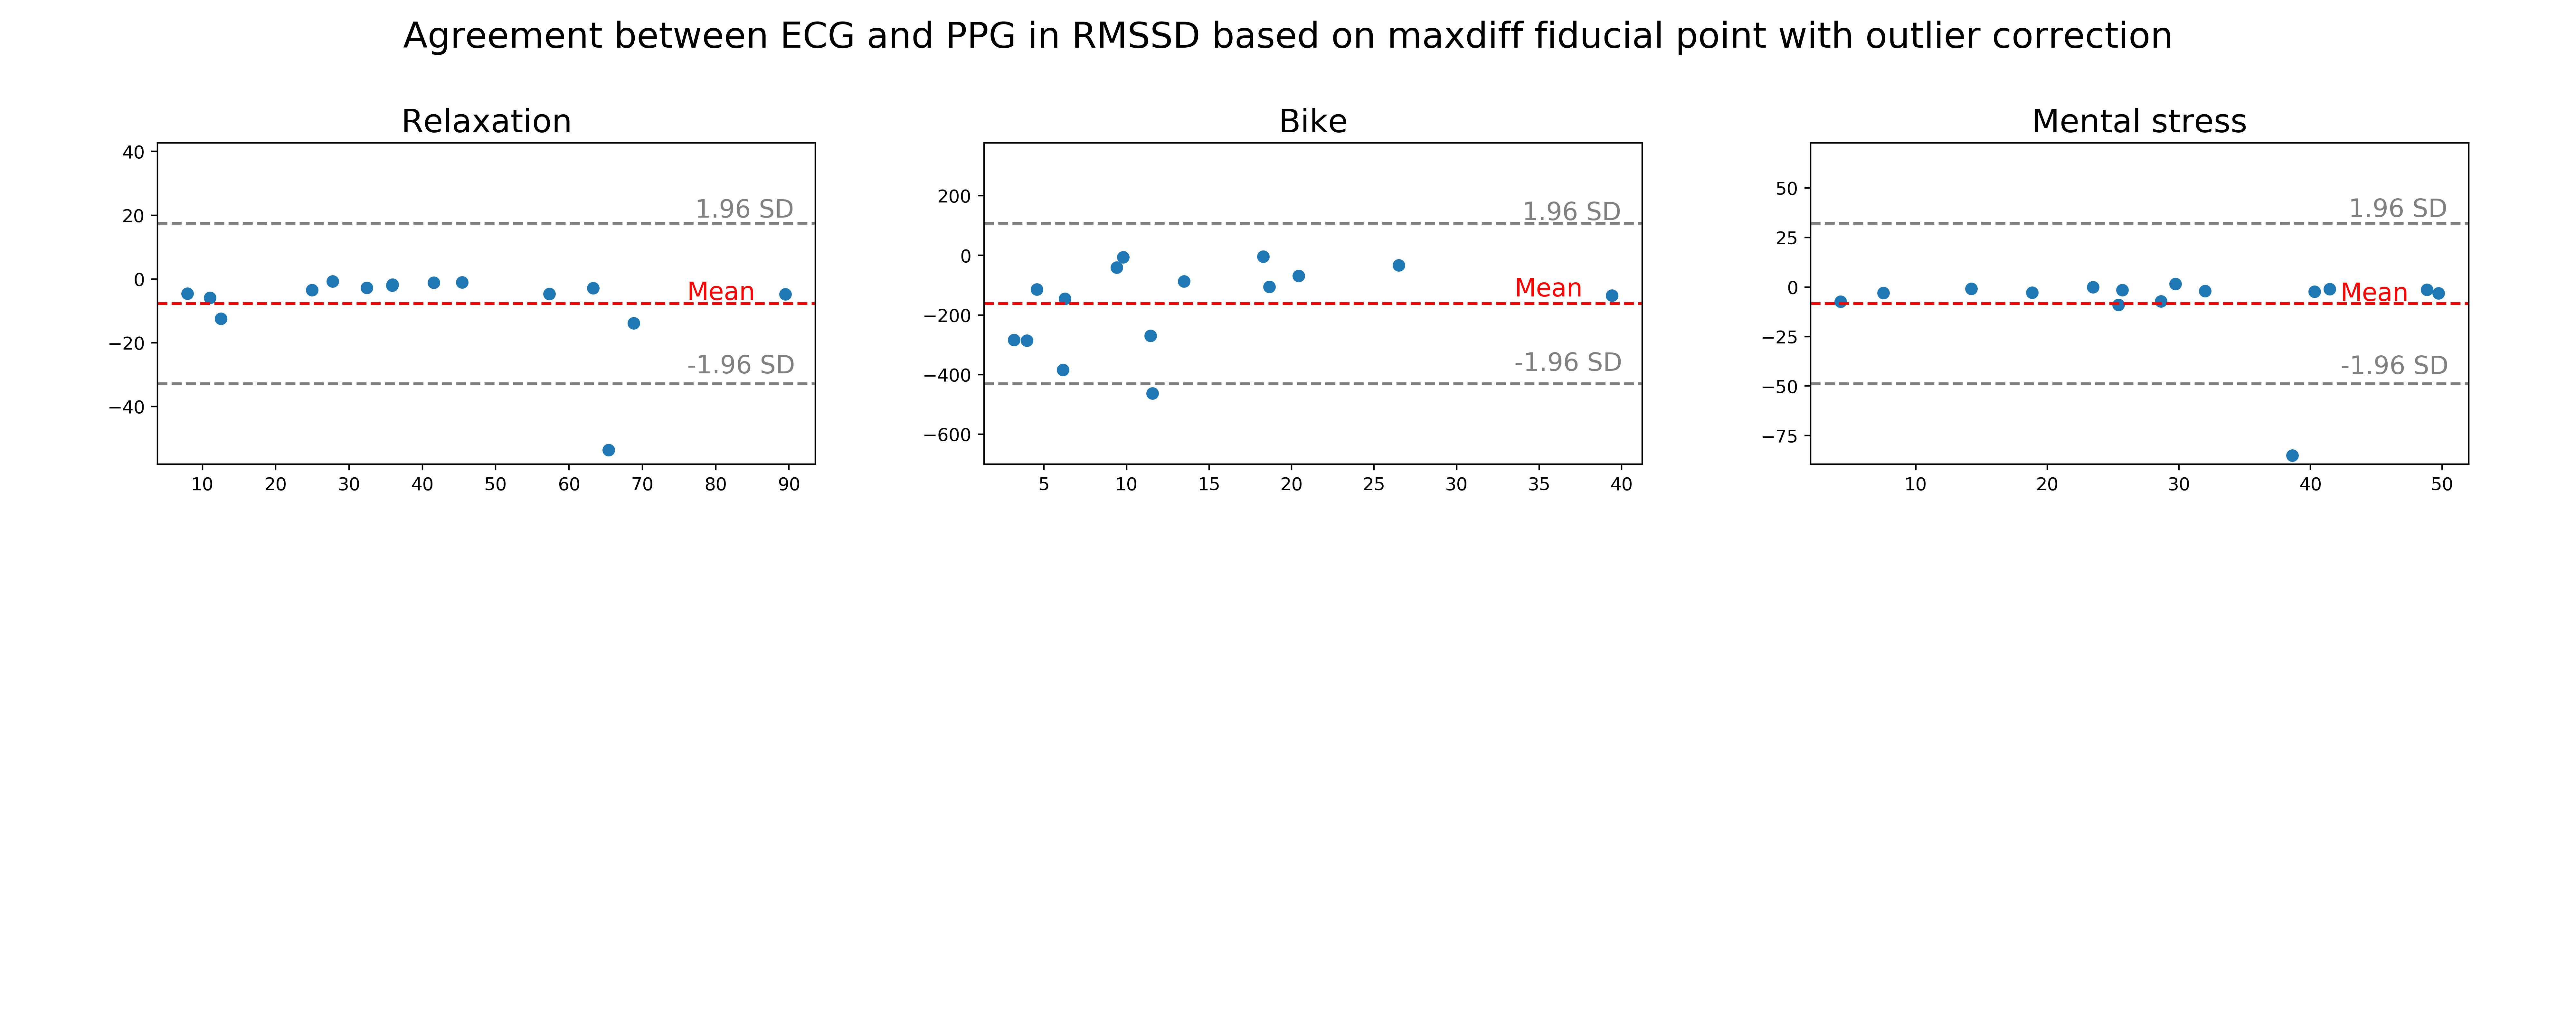 Agreement between ECG and PPG in RMSSD based on maxdiff fiducial point with outlier correction
Relaxation
40
20
0
−20
−40
1.96 SD
Mean
-1.96 SD
10 20 30 40 50 60 70 80 90
Bike
200
0
−200
−400
−600
1.96 SD
Mean
-1.96 SD
5 10 15 20 25 30 35 40
Mental stress
50
25
0
−25
−50
−75
1.96 SD
Mean
-1.96 SD
10 20 30 40 50